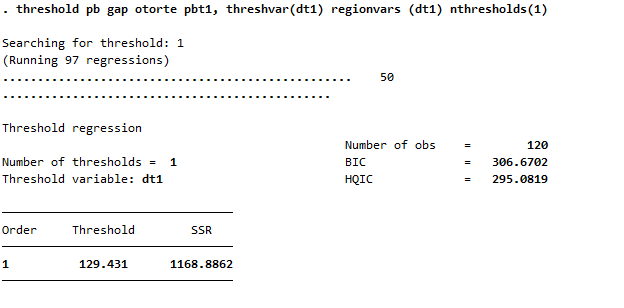 . threshold pb gap otorte pbt1, threshvar(dt1) regionvars (dt1) nthresholds(1)
Searching for threshold: 1
(Running 97 regressions)
.................................................. 50
...............................................
Threshold regression
Number of obs = 120
Number of thresholds = 1 BIC = 306.6702
Threshold variable: dt1 HQIC = 295.0819
Order Threshold SSR
1 129.431 1168.8862